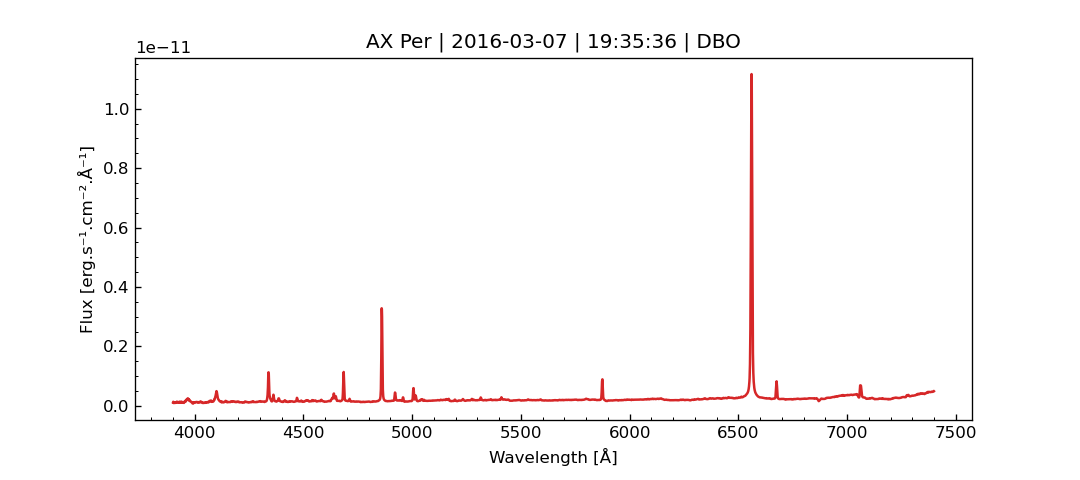 AX Per | 2016-03-07 | 19:35:36 | DBO
1e−11
1.0
0.8
0.6
0.4
0.2
0.0
Flux [erg.s⁻¹.cm⁻².Å⁻¹]
4000 4500 5000 5500 6000 6500 7000 7500
Wavelength [Å]